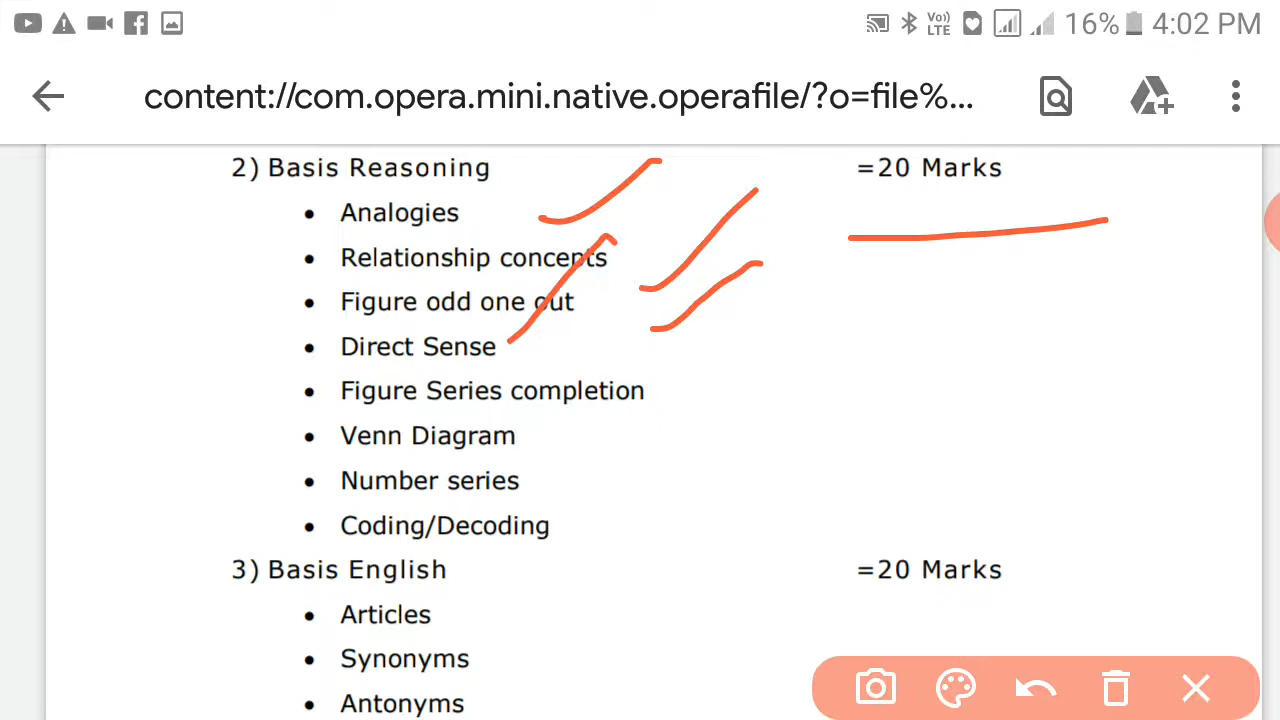 Vo) LTE 16% 4:02 PM
content://com.opera.mini.native.operafile/?o=file%...
2) Basis Reasoning =20 Marks
• Analogies
• Relationship concepts
• Figure odd one out
• Direct Sense
• Figure Series completion
• Venn Diagram
• Number series
• Coding/Decoding
3) Basis English =20 Marks
• Articles
• Synonyms
• Antonyms